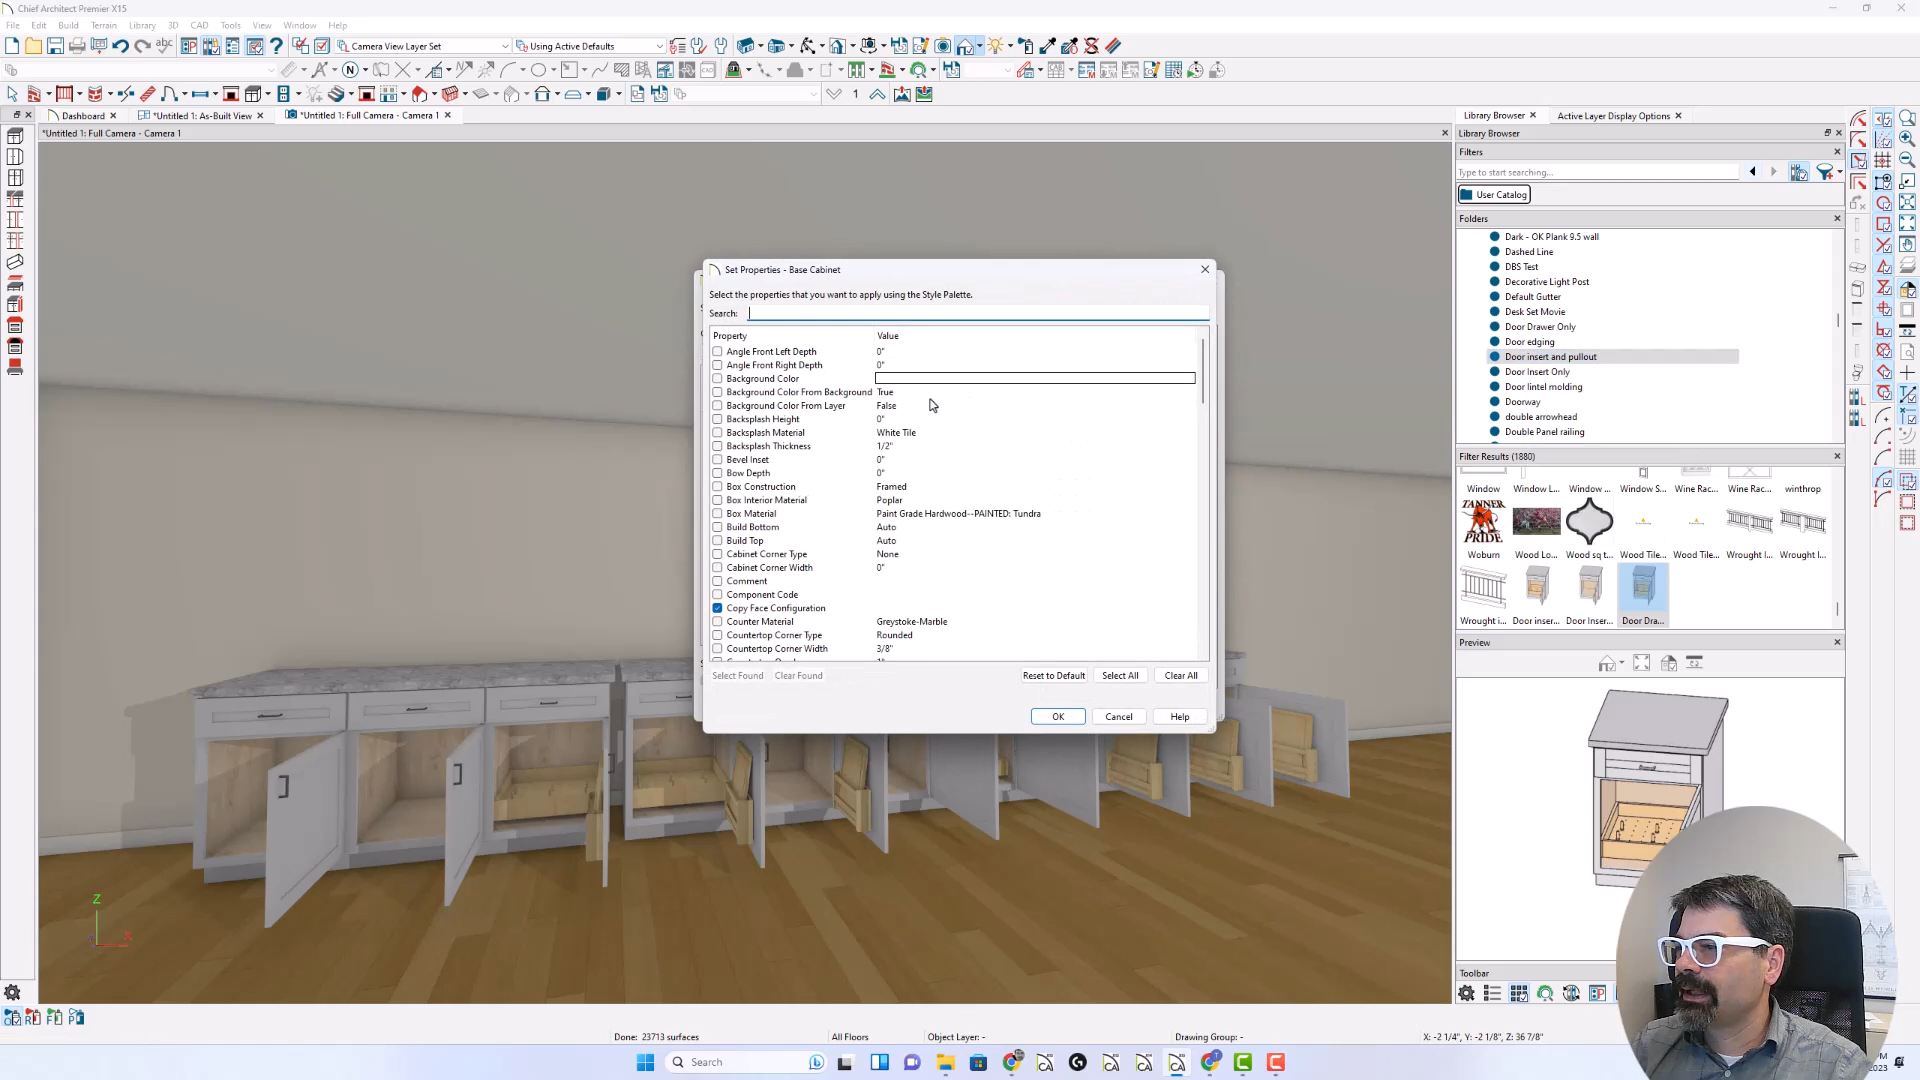 Chief Architect Premier X15
File Edit Build Terrain Library 3D CAD Tools View Window Help
Camera View Layer Set
Using Active Defaults
1
Dashboard
*Untitled 1: As-Built View
*Untitled 1: Full Camera - Camera 1
*Untitled 1: Full Camera - Camera 1
Set Properties - Base Cabinet
Select the properties that you want to apply using the Style Palette.
Search:
Property Value
Angle Front Left Depth 0"
Angle Front Right Depth 0"
Background Color
Background Color From Background True
Background Color From Layer False
Backsplash Height 0"
Backsplash Material White Tile
Backsplash Thickness 1/2"
Bevel Inset 0"
Bow Depth 0"
Box Construction Framed
Box Interior Material Poplar
Box Material Paint Grade Hardwood--PAINTED: Tundra
Build Bottom Auto
Build Top Auto
Cabinet Corner Type None
Cabinet Corner Width 0"
Comment
Component Code
Copy Face Configuration
Counter Material Greystoke-Marble
Countertop Corner Type Rounded
Countertop Corner Width 3/8"
Select Found Clear Found Reset to Default Select All Clear All
OK Cancel Help
Library Browser Active Layer Display Options
Library Browser
Filters
Type to start searching...
User Catalog
Folders
Dark - OK Plank 9.5 wall
Dashed Line
DBS Test
Decorative Light Post
Default Gutter
Desk Set Movie
Door Drawer Only
Door edging
Door insert and pullout
Door Insert Only
Door lintel molding
Doorway
double arrowhead
Double Panel railing
Filter Results (1880)
Window Window L... Window ... Window S... Wine Rac... Wine Rac... winthrop
TANNER PRIDE
Woburn Wood Lo... Wood sq t... Wood Tile... Wood Tile... Wrought I... Wrought I...
Wrought i... Door inser... Door Inser... Door Dra...
Preview
Toolbar
Z
X
Done: 23713 surfaces All Floors Object Layer: - Drawing Group: - X: -2 1/4", Y: -2 1/8", Z: 36 7/8"
Search